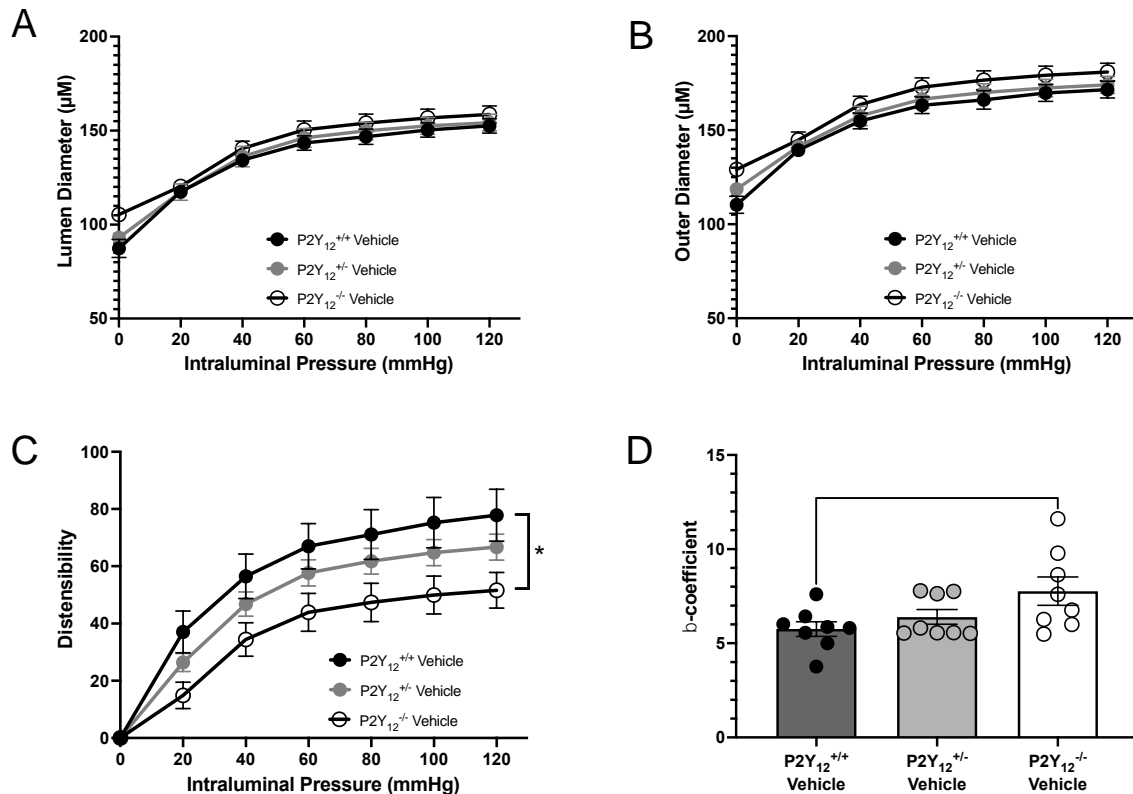 A
Lumen Diameter (µM)
200
150
100
50
P2Y12+/+ Vehicle
P2Y12+/- Vehicle
P2Y12-/- Vehicle
0 20 40 60 80 100 120
Intraluminal Pressure (mmHg)
B
Outer Diameter (µM)
200
150
100
50
P2Y12+/+ Vehicle
P2Y12+/- Vehicle
P2Y12-/- Vehicle
0 20 40 60 80 100 120
Intraluminal Pressure (mmHg)
C
Distensibility
100
80
60
40
20
0
*
P2Y12+/+ Vehicle
P2Y12+/- Vehicle
P2Y12-/- Vehicle
0 20 40 60 80 100 120
Intraluminal Pressure (mmHg)
D
b-coefficient
15
10
5
0
P2Y12+/+ P2Y12+/- P2Y12-/-
Vehicle Vehicle Vehicle